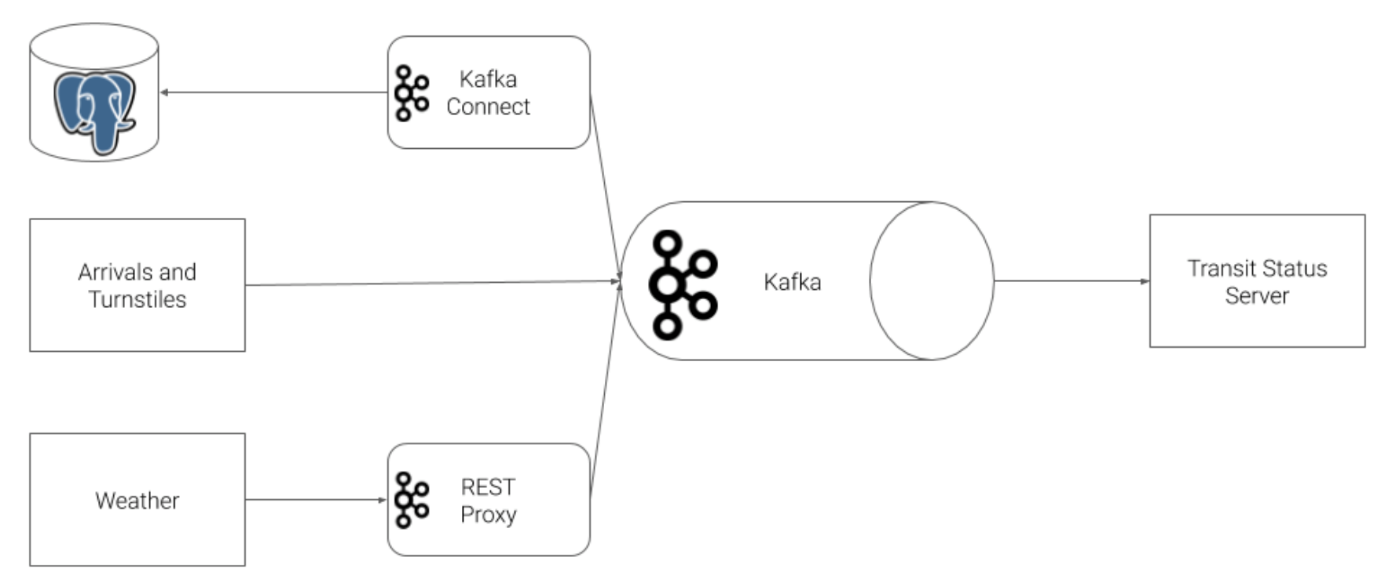 Kafka
Connect
Arrivals and
Turnstiles
Kafka
Transit Status
Server
Weather
REST
Proxy